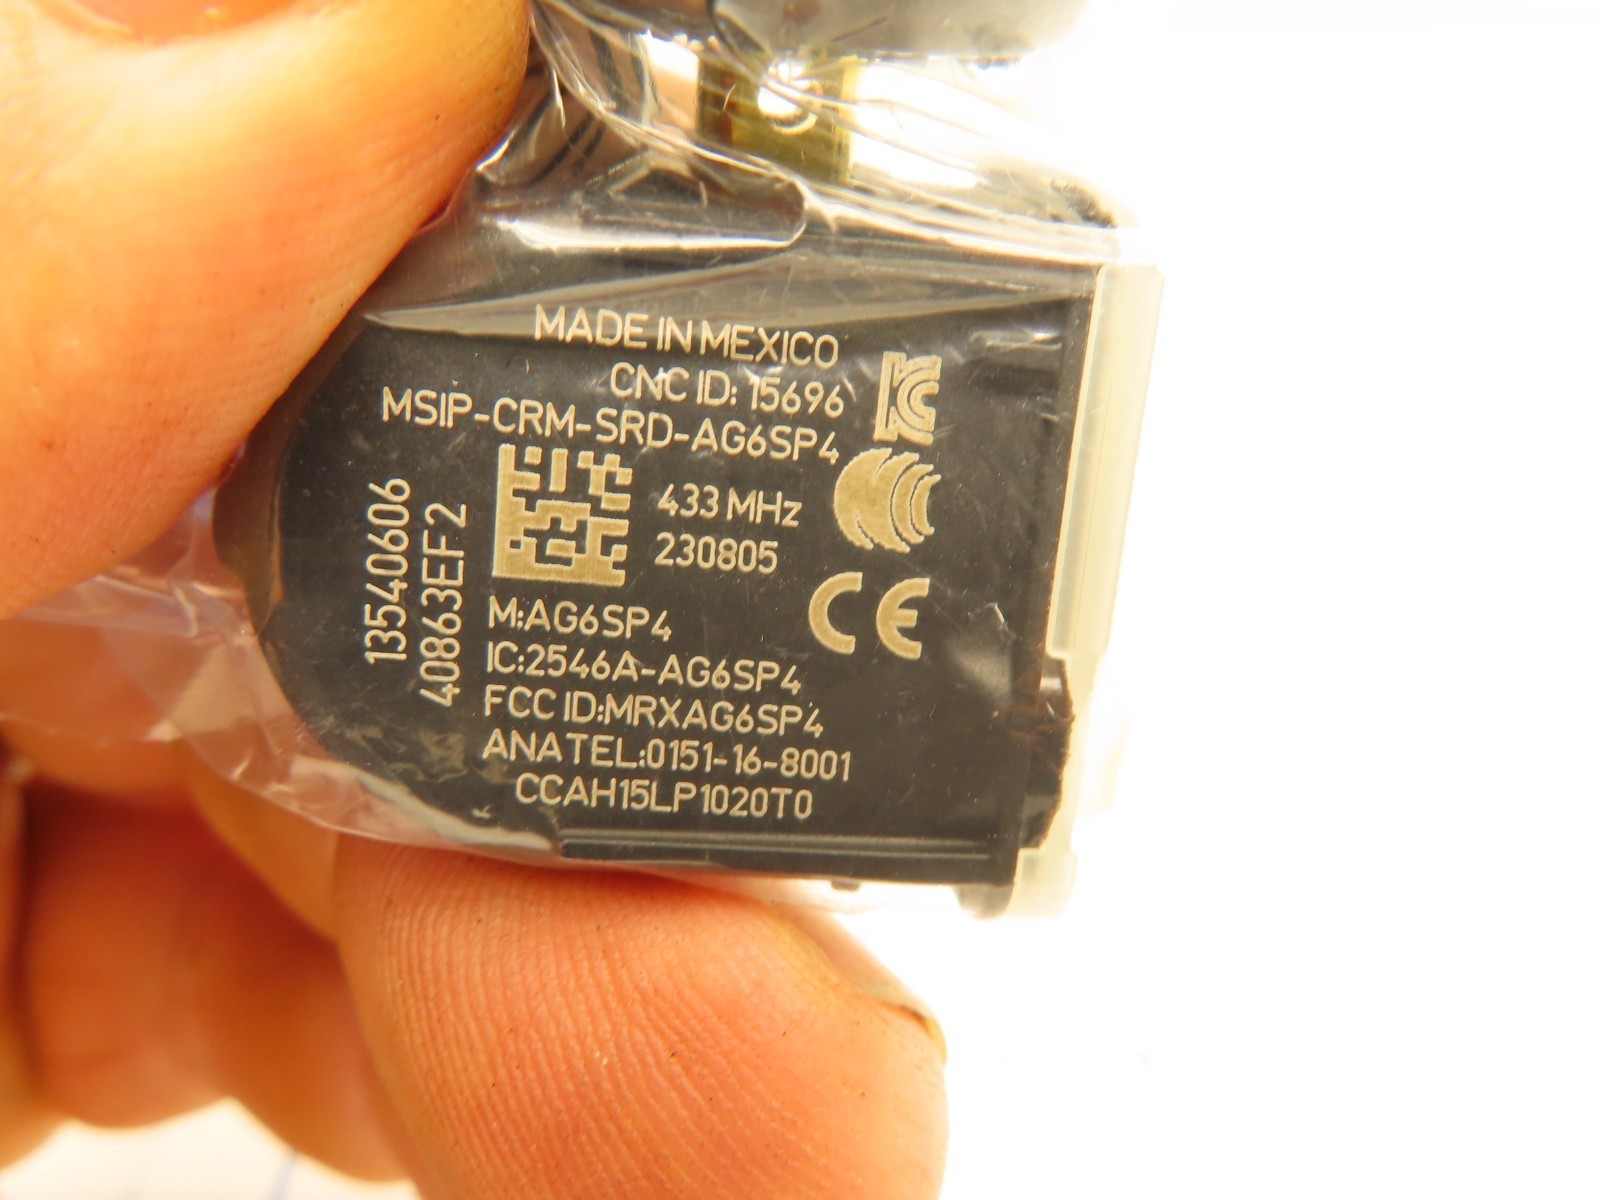 MADE IN MEXICO
CNC ID: 15696
MSIP-CRM-SRD-AG6SP4
433 MHz
230805
CE
13540606
40863EF2
M:AG6SP4
IC:2546A-AG6SP4
FCC ID:MRXAG6SP4
ANATEL:0151-16-8001
CCAH15LP1020T0